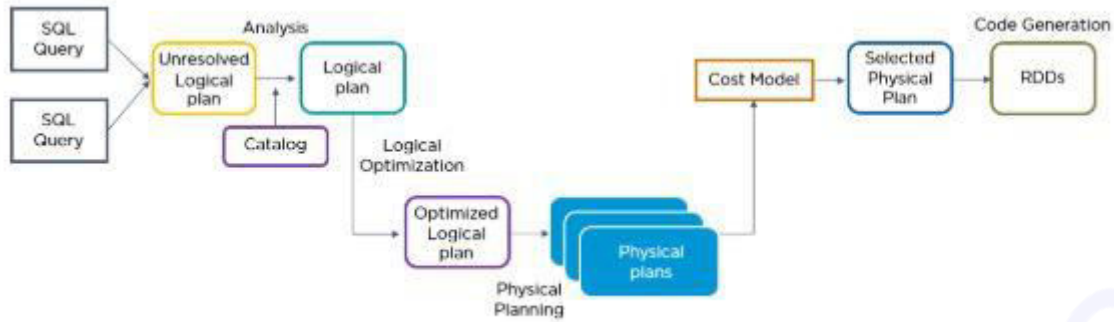 SQL
Query
SQL
Query
Unresolved
Logical
plan
Analysis
Catalog
Logical
plan
Logical
Optimization
Optimized
Logical
plan
Physical
Planning
Physical
plans
Cost Model
Selected
Physical
Plan
Code Generation
RDDs